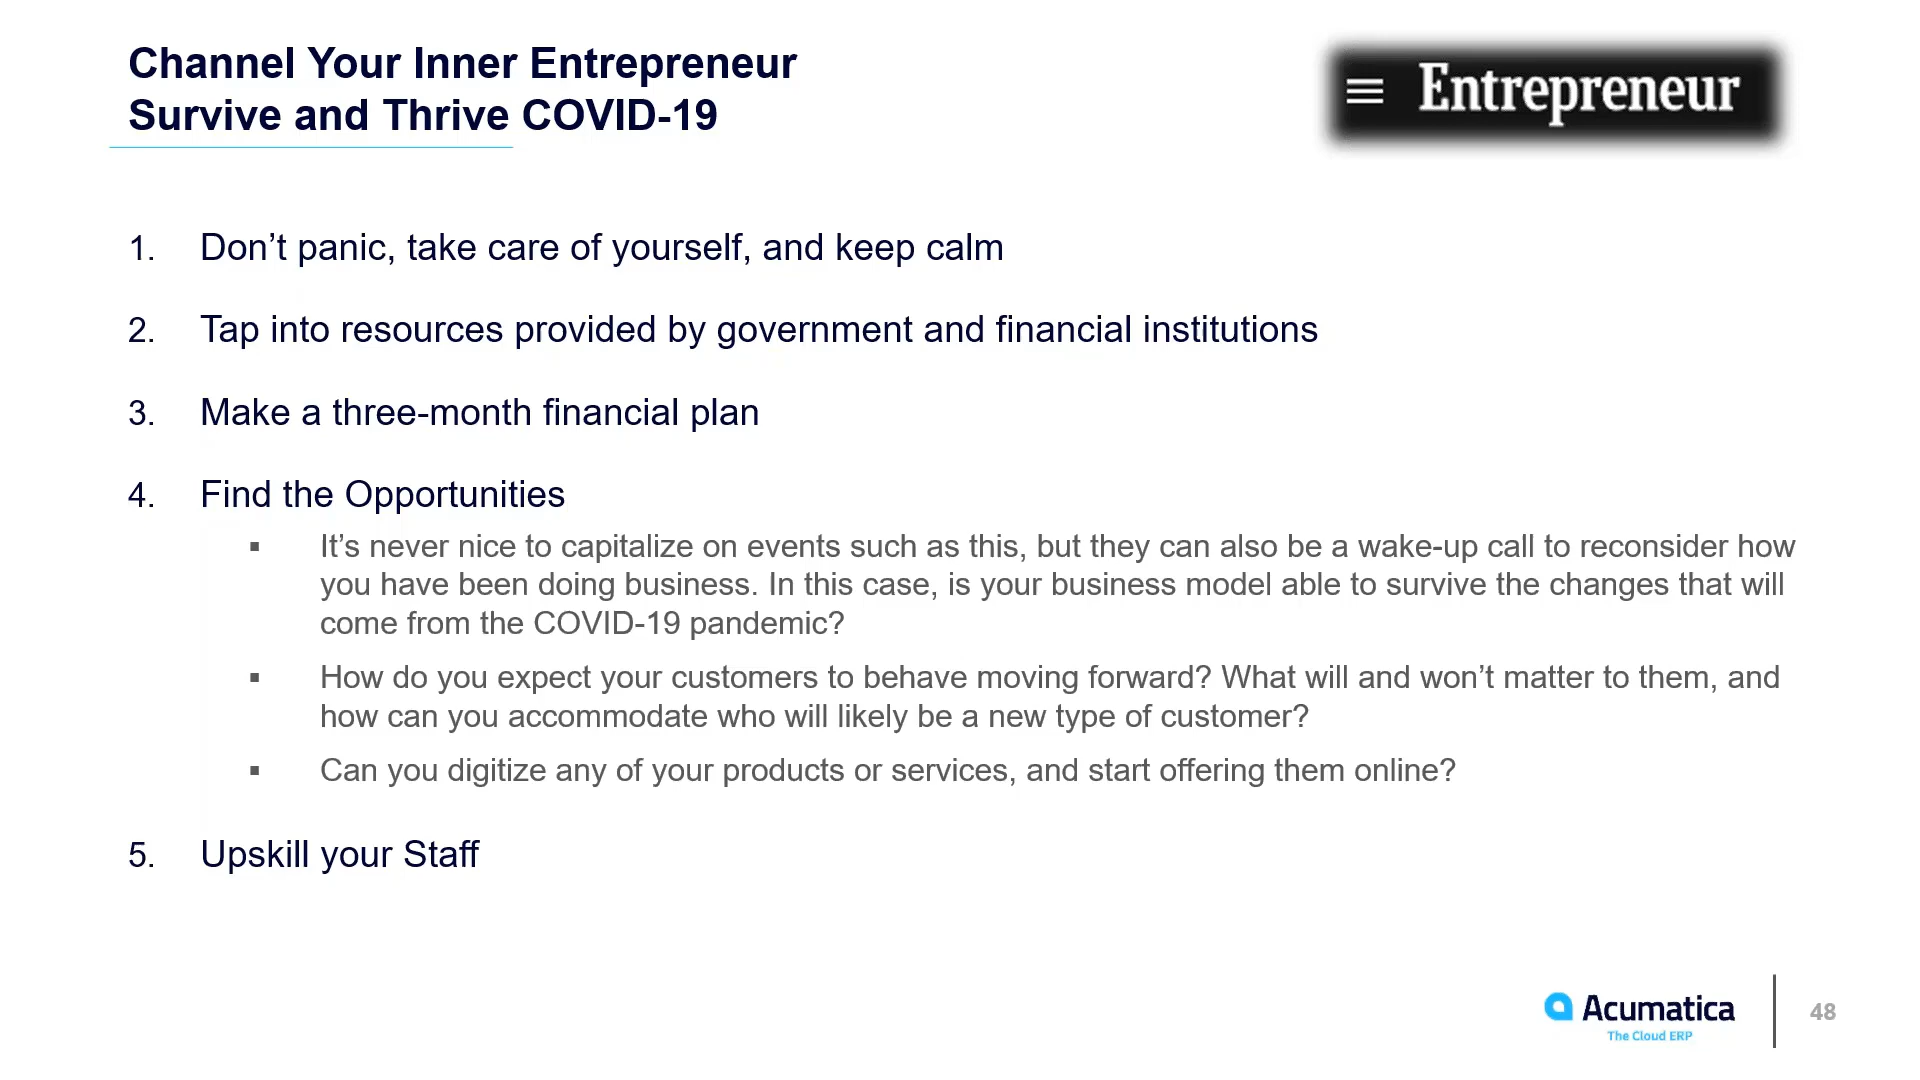 Channel Your Inner Entrepreneur
Survive and Thrive COVID-19
Entrepreneur
1. Don’t panic, take care of yourself, and keep calm
2. Tap into resources provided by government and financial institutions
3. Make a three-month financial plan
4. Find the Opportunities
▪ It’s never nice to capitalize on events such as this, but they can also be a wake-up call to reconsider how
you have been doing business. In this case, is your business model able to survive the changes that will
come from the COVID-19 pandemic?
▪ How do you expect your customers to behave moving forward? What will and won’t matter to them, and
how can you accommodate who will likely be a new type of customer?
▪ Can you digitize any of your products or services, and start offering them online?
5. Upskill your Staff
Acumatica
The Cloud ERP
48